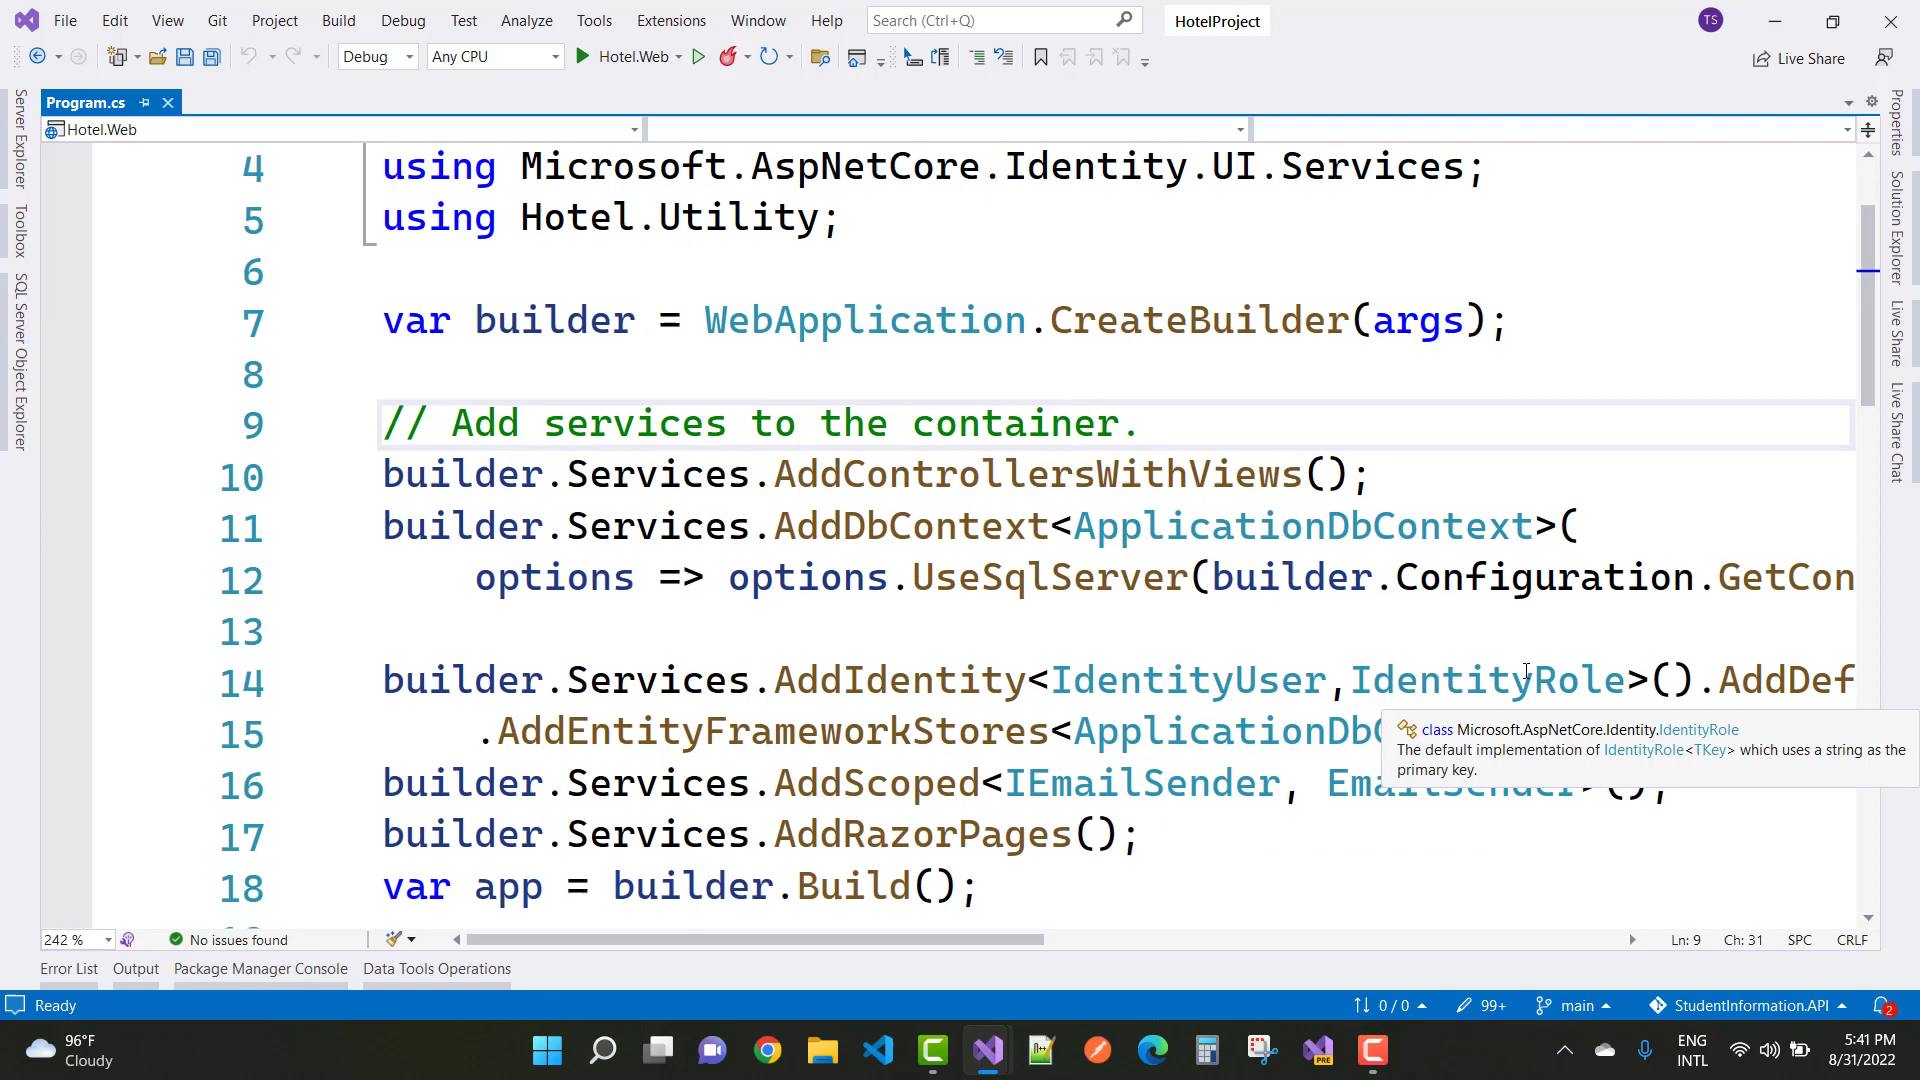 File Edit View Git Project Build Debug Test Analyze Tools Extensions Window Help Search (Ctrl+Q) HotelProject TS
Debug Any CPU Hotel.Web Live Share
Program.cs
Hotel.Web
Server Explorer
Toolbox
SQL Server Object Explorer
4 using Microsoft.AspNetCore.Identity.UI.Services;
5 using Hotel.Utility;
6
7 var builder = WebApplication.CreateBuilder(args);
8
9 // Add services to the container.
10 builder.Services.AddControllersWithViews();
11 builder.Services.AddDbContext<ApplicationDbContext>(
12 options => options.UseSqlServer(builder.Configuration.GetCon
13
14 builder.Services.AddIdentity<IdentityUser,IdentityRole>().AddDef
15 .AddEntityFrameworkStores<ApplicationDbC
class Microsoft.AspNetCore.Identity.IdentityRole
The default implementation of IdentityRole<TKey> which uses a string as the
primary key.
16 builder.Services.AddScoped<IEmailSender, EmailSender>();
17 builder.Services.AddRazorPages();
18 var app = builder.Build();
Properties
Solution Explorer
Live Share
Live Share Chat
242 % No issues found Ln: 9 Ch: 31 SPC CRLF
Error List Output Package Manager Console Data Tools Operations
Ready 0 / 0 99+ main StudentInformation.API 2
96°F
Cloudy
PRE
ENG
INTL
5:41 PM
8/31/2022